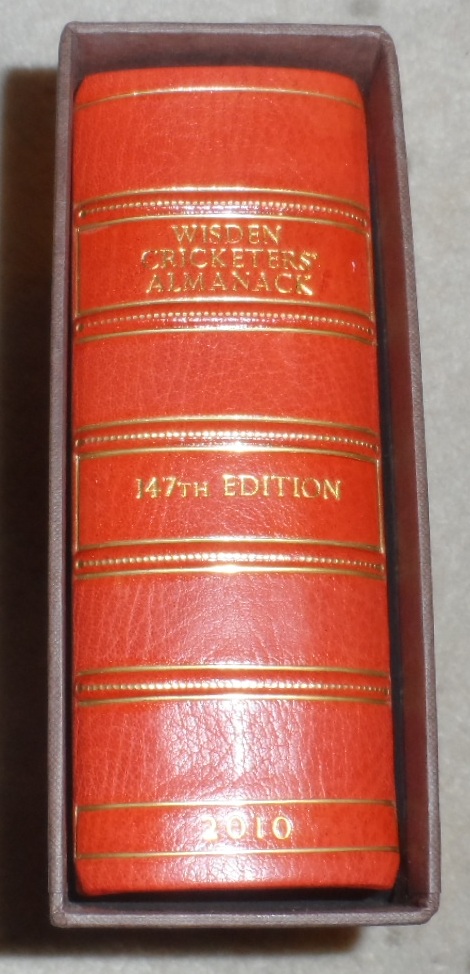 WISDEN
CRICKETERS'
ALMANACK
147TH EDITION
2010